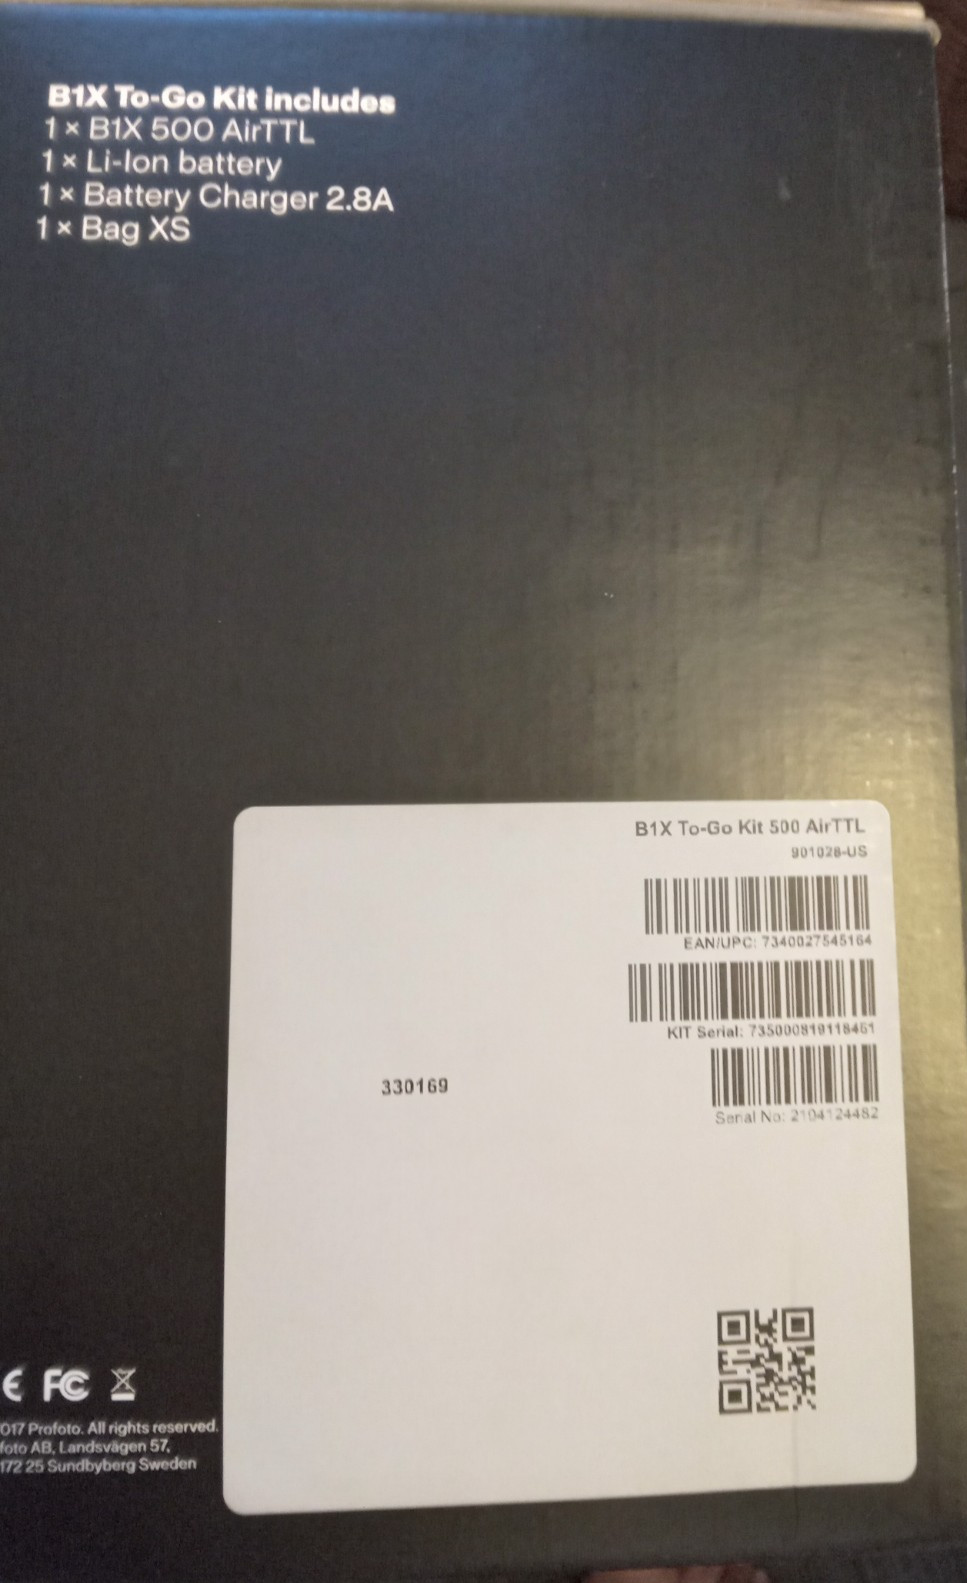 B1X To-Go Kit includes
1 × B1X 500 AirTTL
1 × Li-Ion battery
1 × Battery Charger 2.8A
1 × Bag XS
B1X To-Go Kit 500 AirTTL
901028-US
EAN/UPC: 7340027545164
KIT Serial: 735000819118461
330169
Serial No: 2104124482
CE FC
017 Profoto. All rights reserved.
foto AB, Landsvägen 57,
172 25 Sundbyberg Sweden